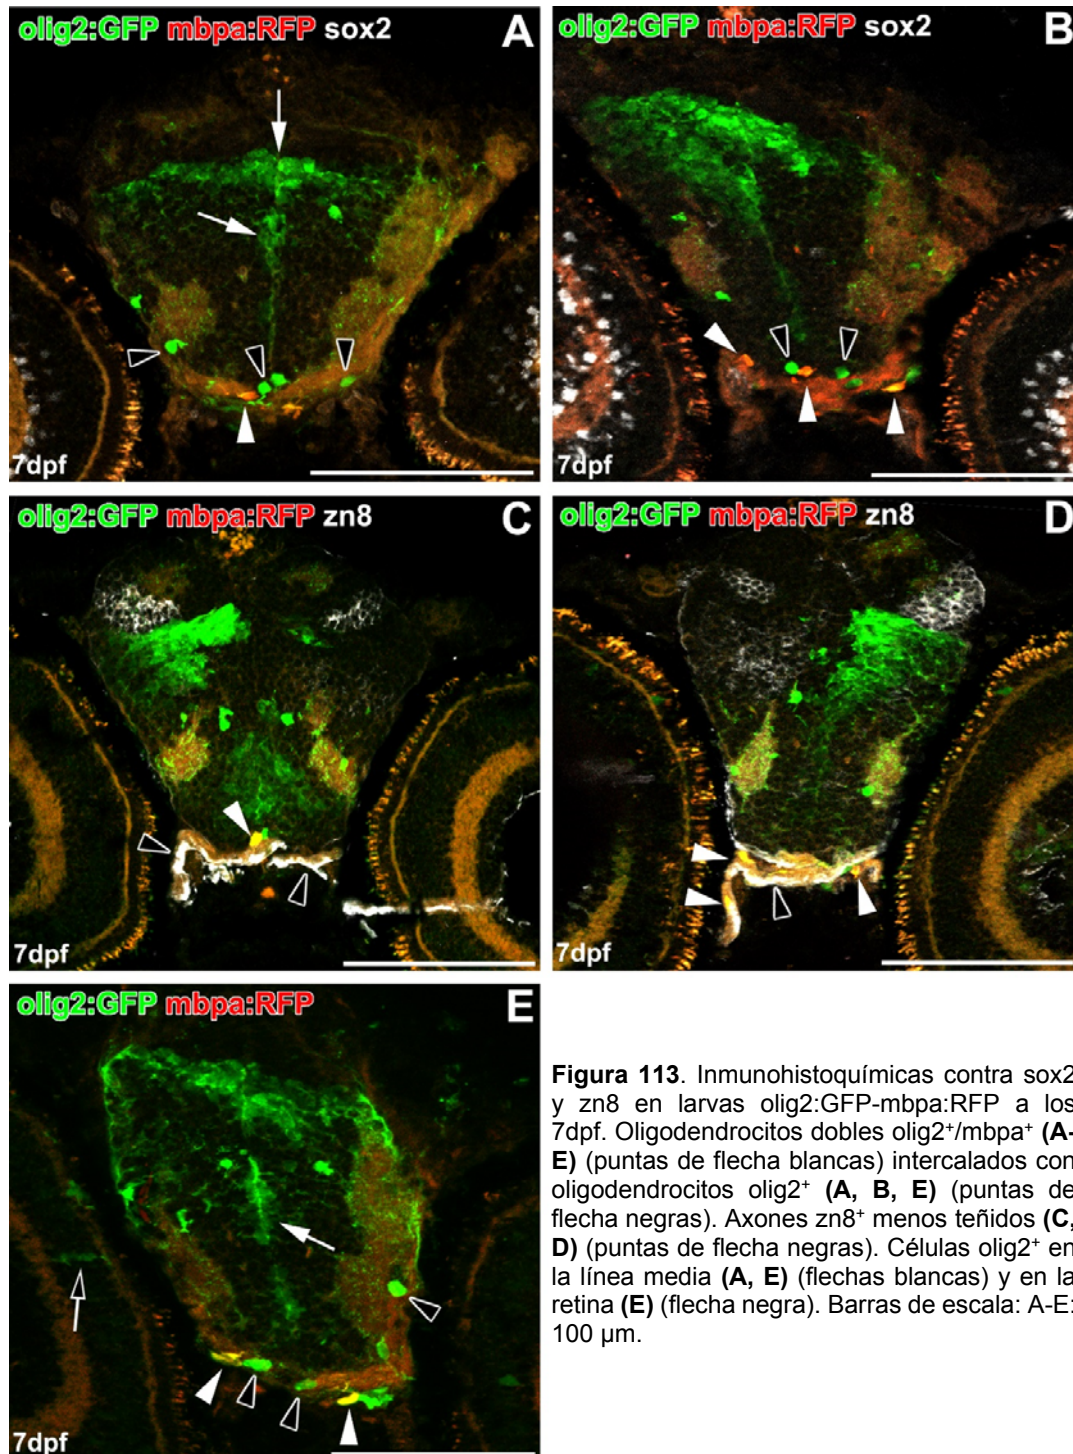 olig2:GFP mbpa:RFP sox2 A
7dpf
olig2:GFP mbpa:RFP sox2 B
7dpf
olig2:GFP mbpa:RFP zn8 C
7dpf
olig2:GFP mbpa:RFP zn8 D
7dpf
olig2:GFP mbpa:RFP E
7dpf
Figura 113. Inmunohistoquímicas contra sox2
y zn8 en larvas olig2:GFP-mbpa:RFP a los
7dpf. Oligodendrocitos dobles olig2⁺/mbpa⁺ (A-
E) (puntas de flecha blancas) intercalados con
oligodendrocitos olig2⁺ (A, B, E) (puntas de
flecha negras). Axones zn8⁺ menos teñidos (C,
D) (puntas de flecha negras). Células olig2⁺ en
la línea media (A, E) (flechas blancas) y en la
retina (E) (flecha negra). Barras de escala: A-E:
100 µm.